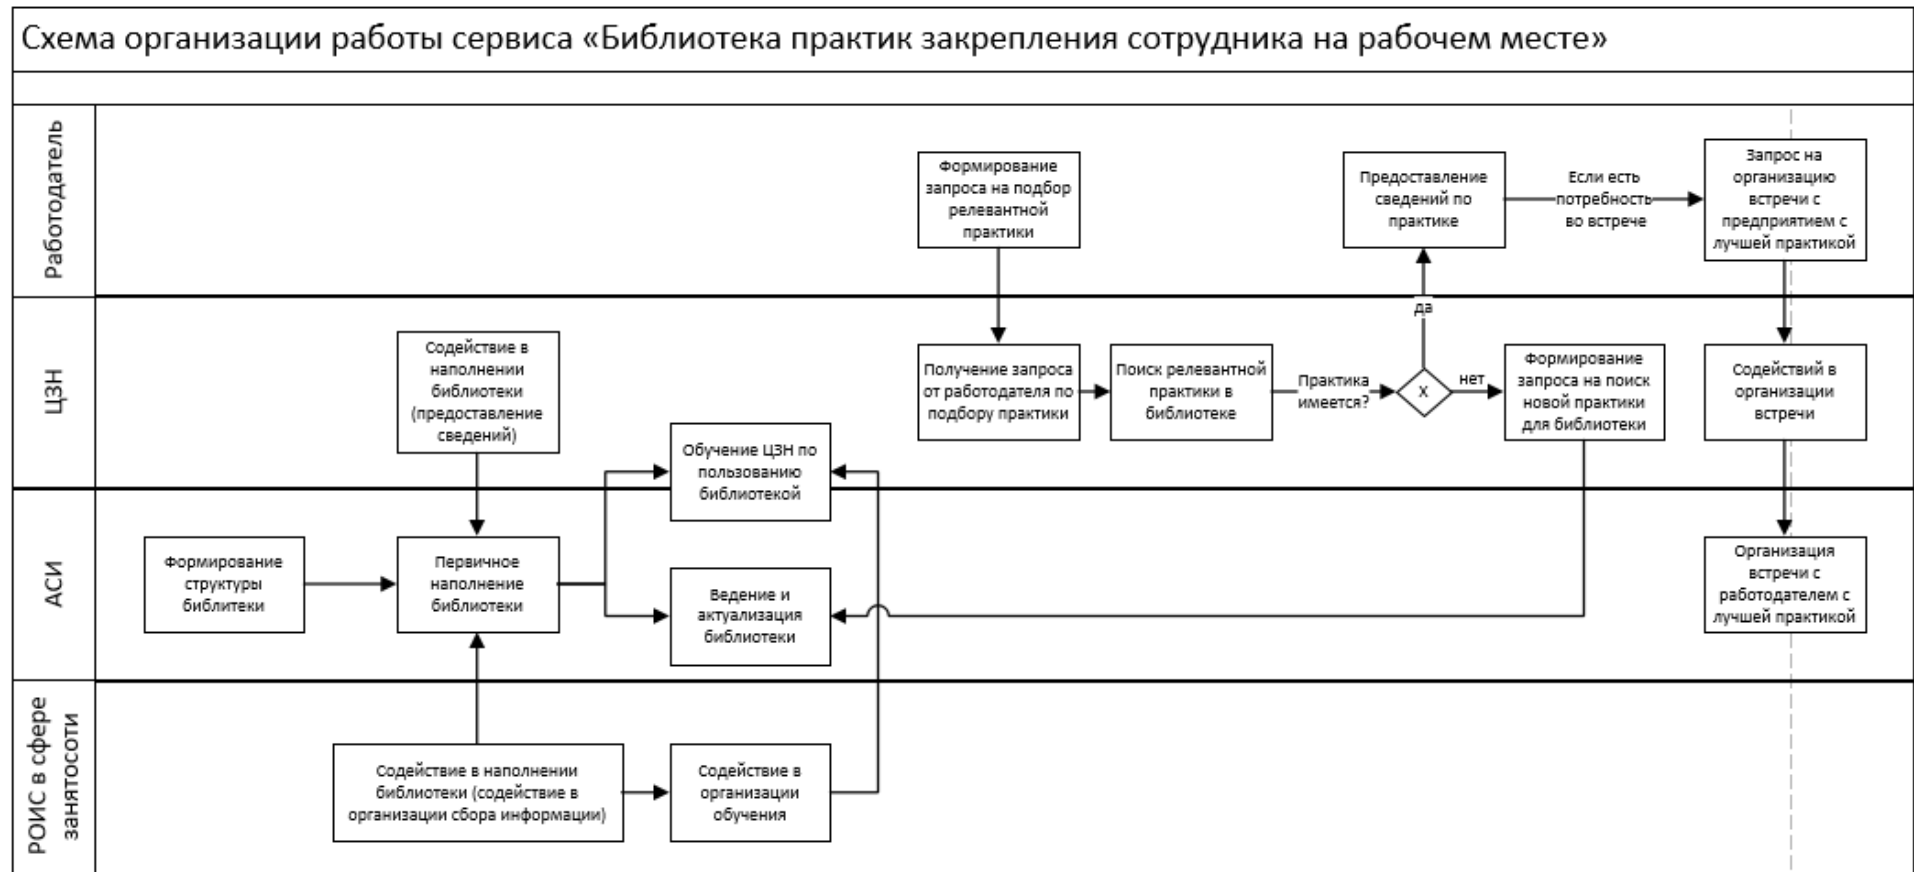 Схема организации работы сервиса «Библиотека практик закрепления сотрудника на рабочем месте»
Работодатель
Формирование
запроса на подбор
релевантной
практики
Предоставление
сведений по
практике
Если есть
потребность
во встрече
Запрос на
организацию
встречи с
предприятием с
лучшей практикой
ЦЗН
Содействие в
наполнении
библиотеки
(предоставление
сведений)
Обучение ЦЗН по
пользованию
библиотекой
Получение запроса
от работодателя по
подбору практики
Поиск релевантной
практики в
библиотеке
Практика
имеется?
X
да
нет
Формирование
запроса на поиск
новой практики
для библиотеки
Содействий в
организации
встречи
АСИ
Формирование
структуры
библитеки
Первичное
наполнение
библиотеки
Ведение и
актуализация
библиотеки
Организация
встречи с
работодателем с
лучшей практикой
РОИС в сфере
занятосоти
Содействие в наполнении
библиотеки (содействие в
организации сбора информации)
Содействие в
организации
обучения